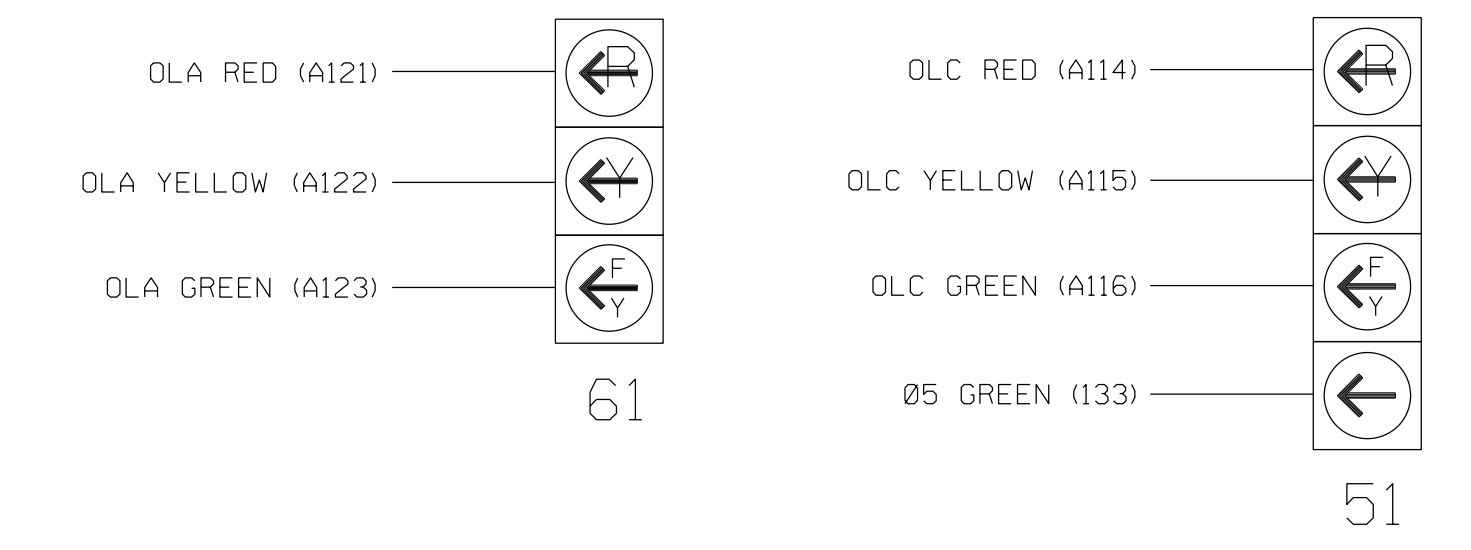 OLA RED (A121)
R
OLA YELLOW (A122)
Y
OLA GREEN (A123)
F
Y
61
OLC RED (A114)
R
OLC YELLOW (A115)
Y
OLC GREEN (A116)
F
Y
Ø5 GREEN (133)
51